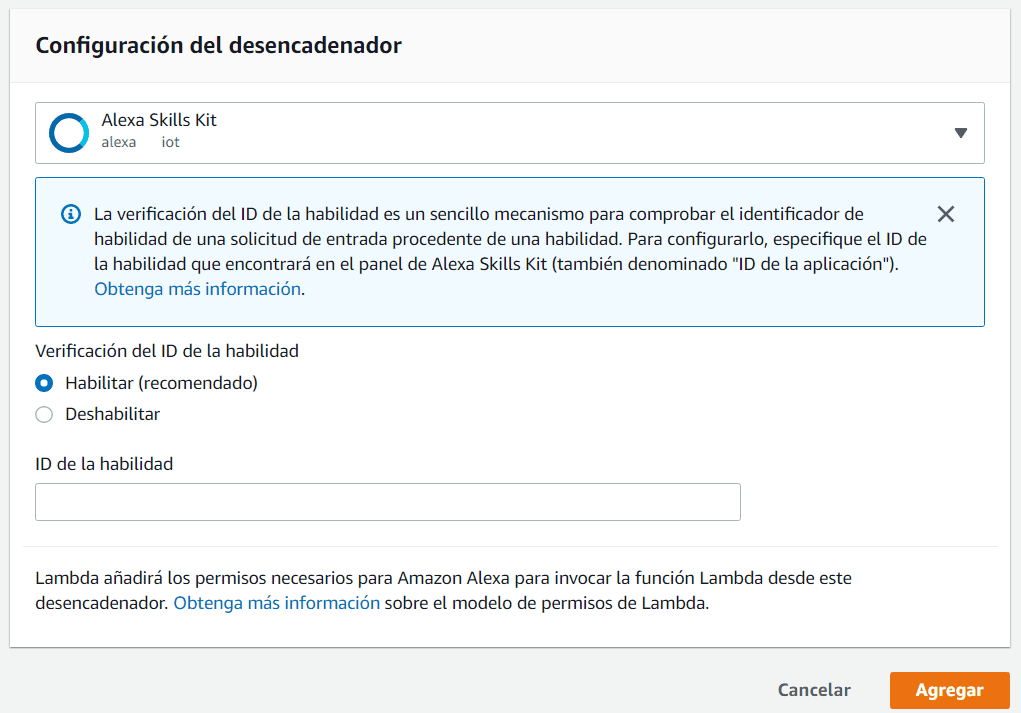 Configuración del desencadenador
Alexa Skills Kit
alexa iot
La verificación del ID de la habilidad es un sencillo mecanismo para comprobar el identificador de
habilidad de una solicitud de entrada procedente de una habilidad. Para configurarlo, especifique el ID de
la habilidad que encontrará en el panel de Alexa Skills Kit (también denominado "ID de la aplicación").
Obtenga más información.
Verificación del ID de la habilidad
Habilitar (recomendado)
Deshabilitar
ID de la habilidad
Lambda añadirá los permisos necesarios para Amazon Alexa para invocar la función Lambda desde este
desencadenador. Obtenga más información sobre el modelo de permisos de Lambda.
Cancelar Agregar